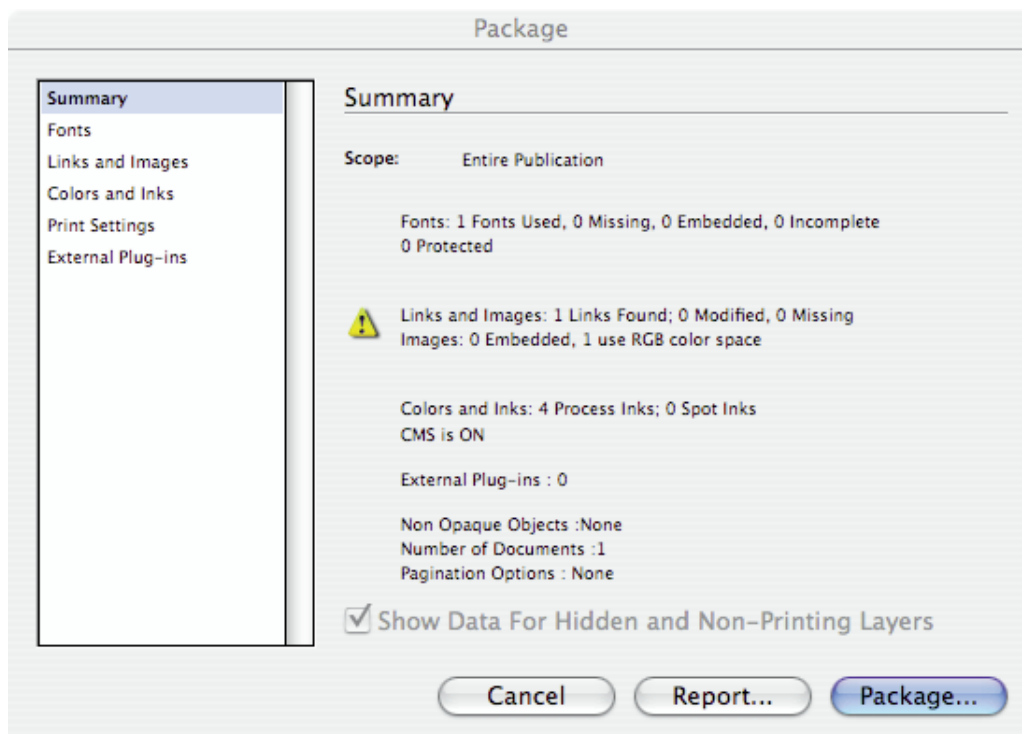 Package
Summary
Fonts
Links and Images
Colors and Inks
Print Settings
External Plug-ins
Summary
Scope: Entire Publication
Fonts: 1 Fonts Used, 0 Missing, 0 Embedded, 0 Incomplete
0 Protected
Links and Images: 1 Links Found; 0 Modified, 0 Missing
Images: 0 Embedded, 1 use RGB color space
Colors and Inks: 4 Process Inks; 0 Spot Inks
CMS is ON
External Plug-ins : 0
Non Opaque Objects :None
Number of Documents :1
Pagination Options : None
Show Data For Hidden and Non-Printing Layers
Cancel Report... Package...